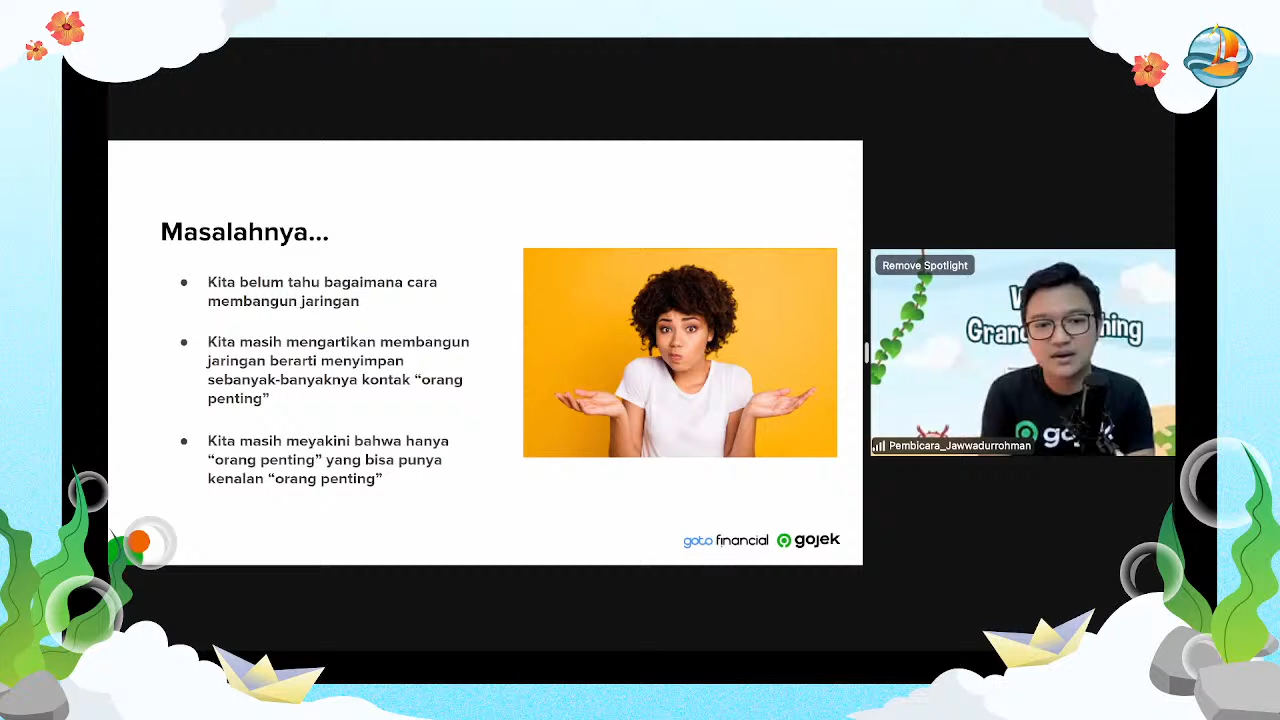 Masalahnya...
● Kita belum tahu bagaimana cara
membangun jaringan
● Kita masih mengartikan membangun
jaringan berarti menyimpan
sebanyak-banyaknya kontak “orang
penting”
● Kita masih meyakini bahwa hanya
“orang penting” yang bisa punya
kenalan “orang penting”
goto financial gojek
Remove Spotlight
Pembicara_Jawwadurrohman